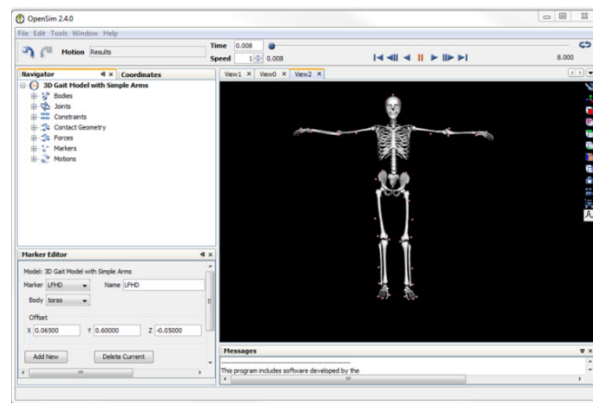 OpenSim 2.4.0
File Edit Tools Window Help
Motion Results
Time 0.008
Speed 1 0.008
8.000
Navigator Coordinates
View1 View0 View2
3D Gait Model with Simple Arms
Bodies
Joints
Constraints
Contact Geometry
Forces
Markers
Motions
Marker Editor
Model: 3D Gait Model with Simple Arms
Marker LFHD Name LFHD
Body torso
Offset
X 0.06500 Y 0.60000 Z -0.05000
Add New Delete Current
Messages
This program includes software developed by the